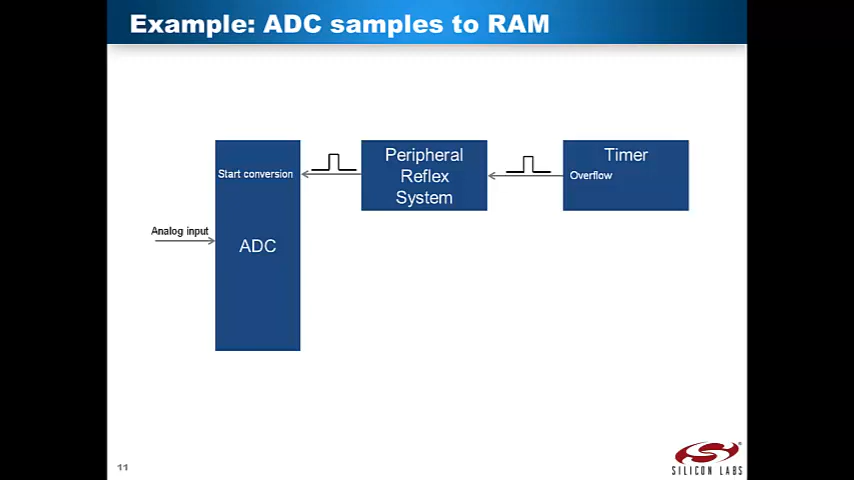 Example: ADC samples to RAM
Peripheral
Reflex
System
Timer
Overflow
Start conversion
Analog input
ADC
11
SILICON LABS